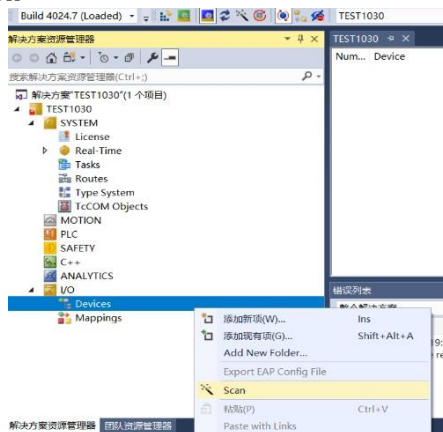 Build 4024.7 (Loaded)
TEST1030
解决方案资源管理器
TEST1030
Num... Device
搜索解决方案资源管理器(Ctrl+;)
解决方案"TEST1030"(1 个项目)
TEST1030
SYSTEM
License
Real-Time
Tasks
Routes
Type System
TcCOM Objects
MOTION
PLC
SAFETY
C++
ANALYTICS
I/O
Devices
Mappings
错误列表
添加新项(W)... Ins
添加现有项(G)... Shift+Alt+A
Add New Folder...
Export EAP Config File
Scan
粘贴(P) Ctrl+V
Paste with Links
解决方案资源管理器 团队资源管理器